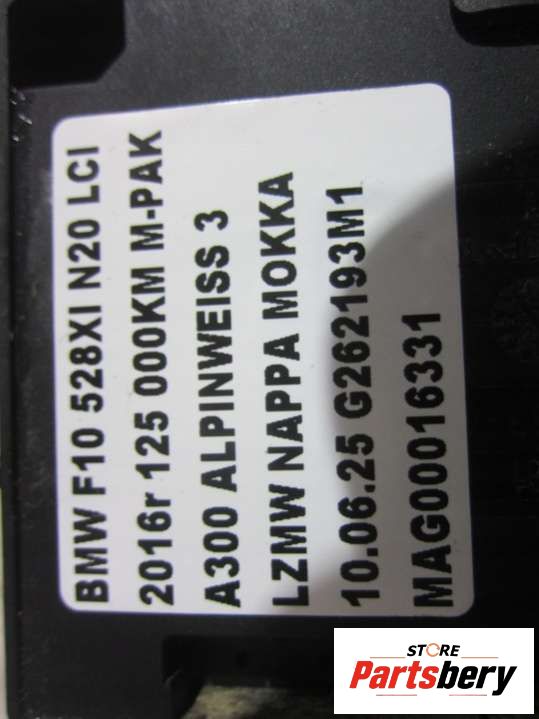 BMW F10 528XI N20 LCI
2016r 125 000KM M-PAK
A300 ALPINWEISS 3
LZMW NAPPA MOKKA
10.06.25 G262193M1
MAG00016331
STORE
Partsbery